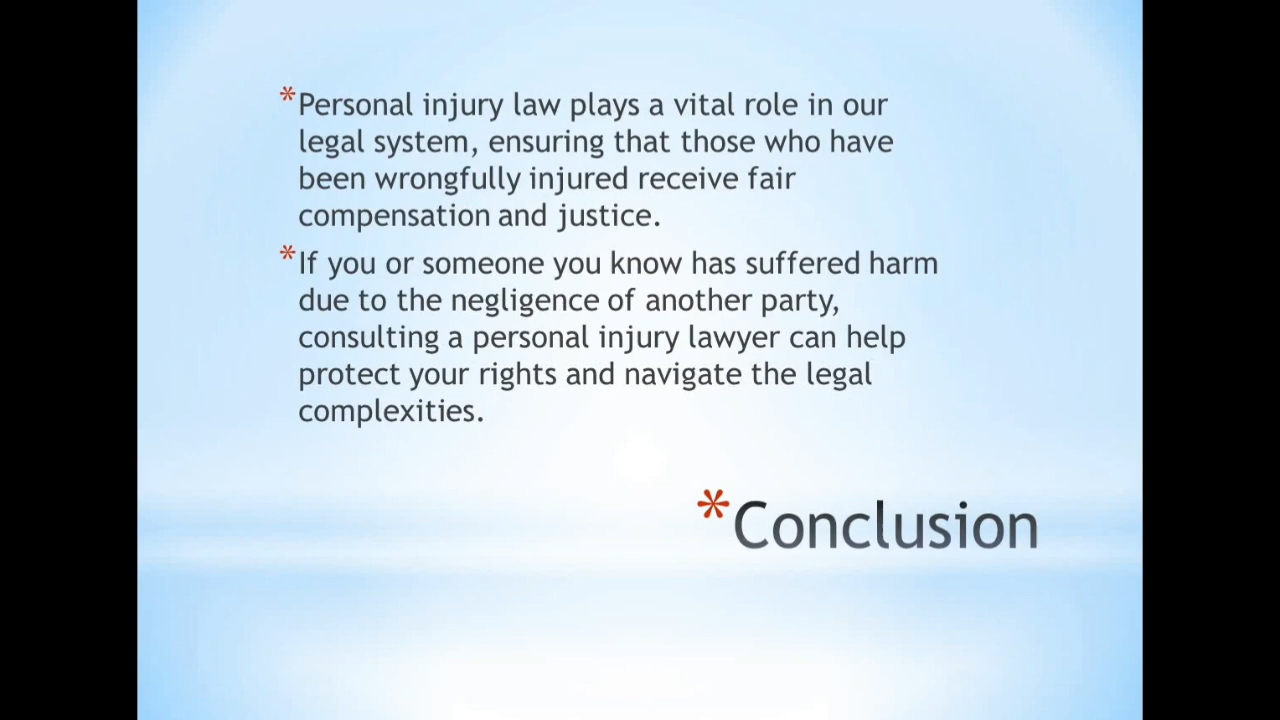 *Personal injury law plays a vital role in our
legal system, ensuring that those who have
been wrongfully injured receive fair
compensation and justice.
*If you or someone you know has suffered harm
due to the negligence of another party,
consulting a personal injury lawyer can help
protect your rights and navigate the legal
complexities.
*Conclusion